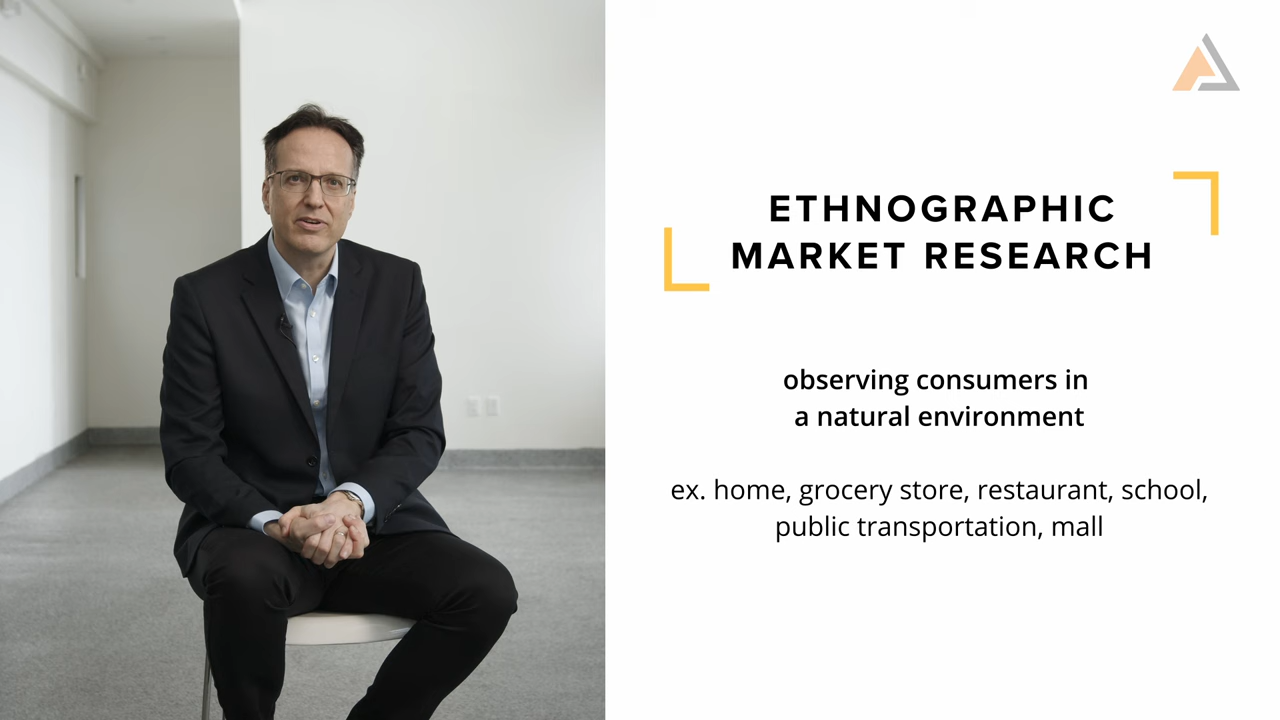 ETHNOGRAPHIC
MARKET RESEARCH
observing consumers in
a natural environment
ex. home, grocery store, restaurant, school,
public transportation, mall